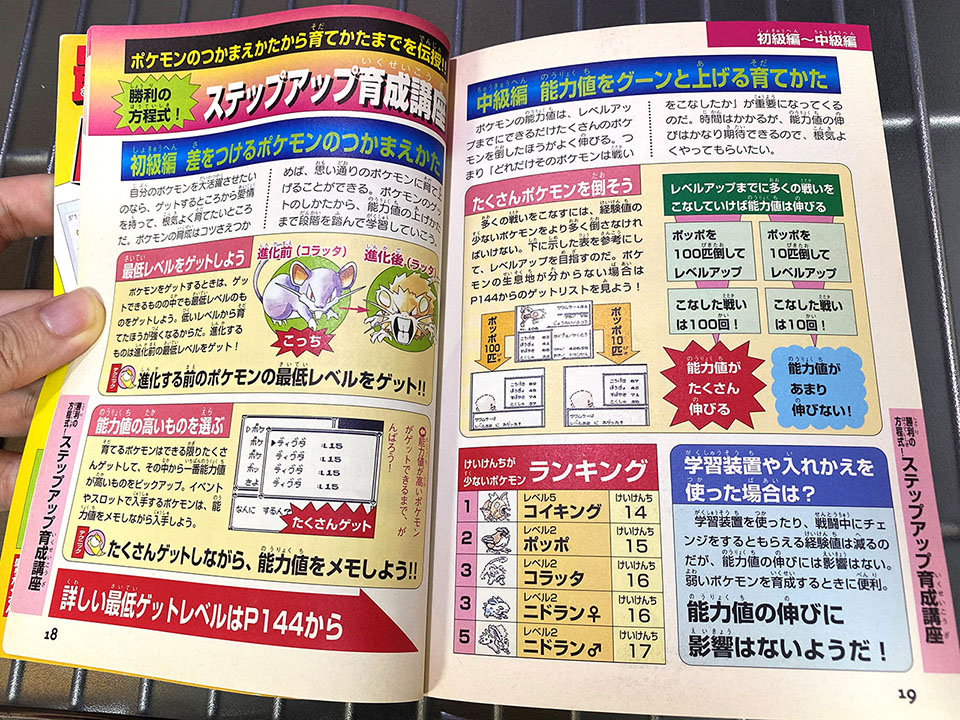 ポケモンのつかまえかたから育てかたまでを伝授!!
勝利の
方程式!
ステップアップ育成講座
初級編 差をつけるポケモンのつかまえかた
自分のポケモンを大活躍させたい
のなら、ゲットするところから愛情
を持って、根気よく育てたいところ
だ。ポケモンの育成はコツさえつか
めば、思い通りのポケモンに育て上
げることができる。ポケモンのゲッ
トのしかたから、能力値の上げかた
まで段階を踏んで学習していこう。
最低レベルをゲットしよう
ポケモンをゲットするときは、ゲッ
トできるものの中でも最低レベルのも
のをゲットしよう。低いレベルから育
てたほうが強くなるからだ。進化する
ものは進化前の最低レベルをゲット!
進化前(コラッタ)
進化後(ラッタ
こっち
テクニック
進化する前のポケモンの最低レベルをゲット!!
能力値の高いものを選ぶ
育てるポケモンはできる限りたくさ
んゲットして、その中から一番能力値
が高いものをピックアップ。イベント
やスロットで入手するポケモンは、能
力値をメモしながら入手しよう。
ディグダ :L15
ディグダ :L15
ディグダ :L15
ディグダ :L15
なんに するん
たくさんゲット
能力値が高いポケモン
がゲットできるまで、が
んばろう!
テクニック
たくさんゲットしながら、能力値をメモしよう!!
詳しい最低ゲットレベルはP144から
勝利の
方程式!
ステップアップ育成講座
18
初級編〜中級編
中級編 能力値をグーンと上げる育てかた
ポケモンの能力値は、レベルアッ
プまでにできるだけたくさんのポケ
モンを倒したほうがよく伸びる。つ
まり「どれだけそのポケモンは戦い
をこなしたか」が重要になってくる
のだ。時間はかかるが、能力値の伸
びはかなり期待できるので、根気よ
くやってもらいたい。
たくさんポケモンを倒そう
多くの戦いをこなすには、経験値の
少ないポケモンをより多く倒さなけれ
ばいけない。下に示した表を参考にし
て、レベルアップを目指すのだ。ポケ
モンの生息地が分からない場合は
P144からのゲットリストを見よう!
ポッポ100匹
ポッポ10匹
レベルアップまでに多くの戦いを
こなしていけば能力値は伸びる
ポッポを
100匹倒して
レベルアップ
ポッポを
10匹倒して
レベルアップ
こなした戦い
は100回!
こなした戦い
は10回!
能力値が
たくさん
伸びる
能力値が
あまり
伸びない!
けいけんちが
少ないポケモン
ランキング
1 レベル5 コイキング けいけんち 14
2 レベル2 ポッポ けいけんち 15
3 レベル2 コラッタ けいけんち 16
3 レベル2 ニドラン♀ けいけんち 16
5 レベル2 ニドラン♂ けいけんち 17
学習装置や入れかえを
使った場合は?
学習装置を使ったり、戦闘中にチェ
ンジをするともらえる経験値は減るの
だが、能力値の伸びには影響はない。
弱いポケモンを育成するときに便利。
能力値の伸びに
影響はないようだ!
勝利の
方程式!
ステップアップ育成講座
19